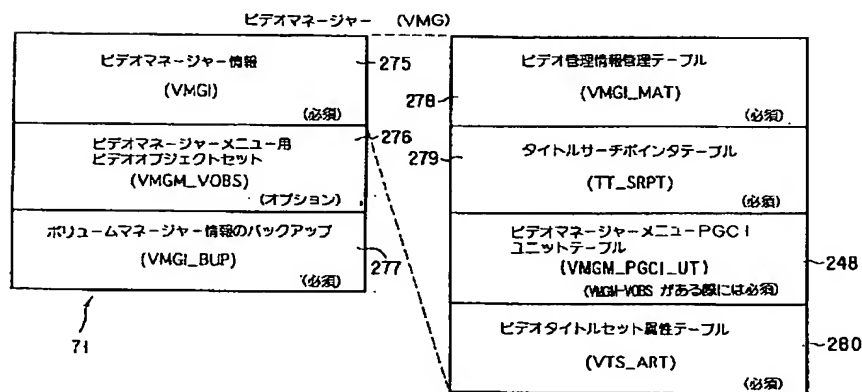 ビデオマネージャー (VMG)
ビデオマネージャー情報
(VMGI)
(必須)
275
ビデオマネージャーメニュー用
ビデオオブジェクトセット
(VMGM_VOBS)
(オプション)
276
ボリュームマネージャー情報のバックアップ
(VMGI_BUP)
(必須)
277
71
ビデオ管理情報管理テーブル
(VMGI_MAT)
(必須)
278
タイトルサーチポインタテーブル
(TT_SRPT)
(必須)
279
ビデオマネージャーメニューPGCI
ユニットテーブル
(VMGM_PGCI_UT)
(VMGM-VOBS がある際には必須)
248
ビデオタイトルセット属性テーブル
(VTS_ART)
(必須)
280